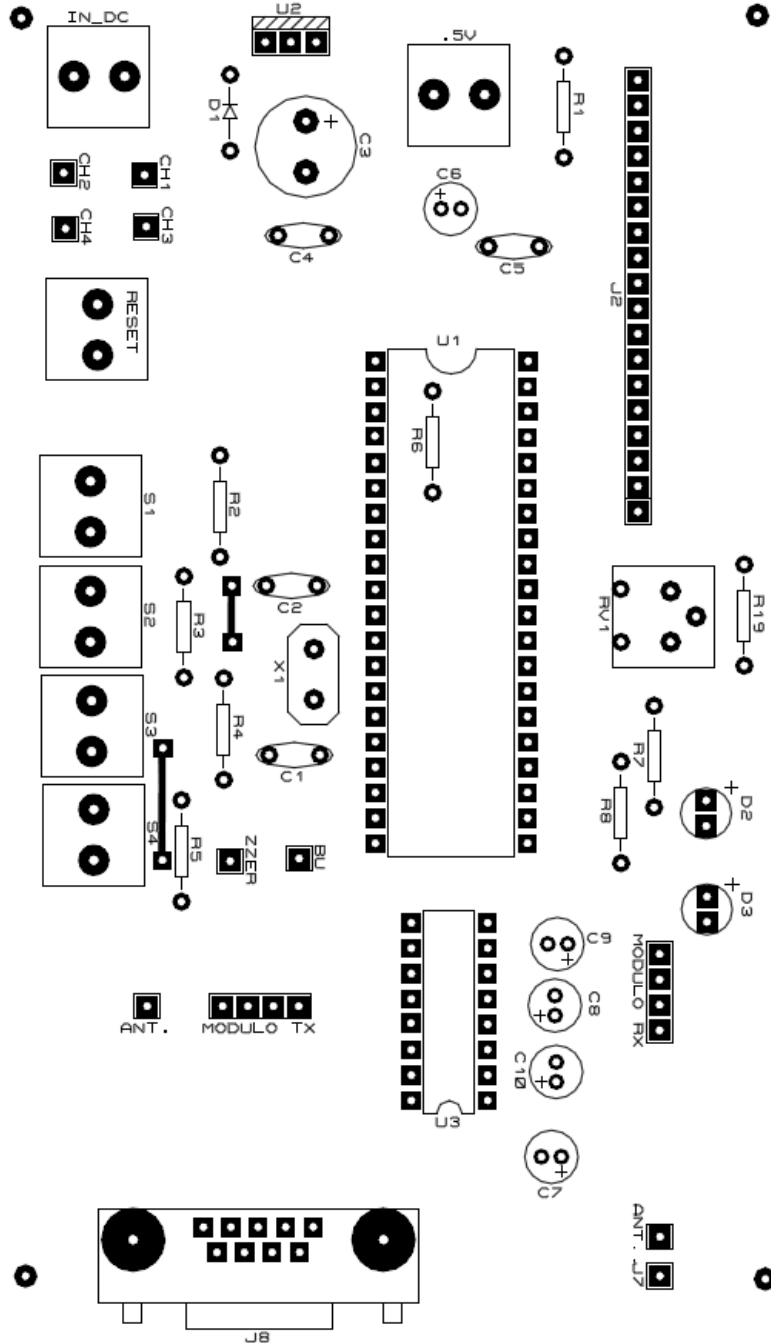 IN_DC
U2
.5V
D1
C3
R1
CH2
CH1
C6
CH4
CH3
C4
C5
J2
RESET
U1
R6
S1
R2
S2
R3
C2
RV1
R19
X1
S3
R4
C1
R7
R8
D2
S4
R5
ZZER
BU
D3
C9
MODULO RX
C8
ANT.
MODULO TX
C10
U3
C7
ANT.
J7
J8